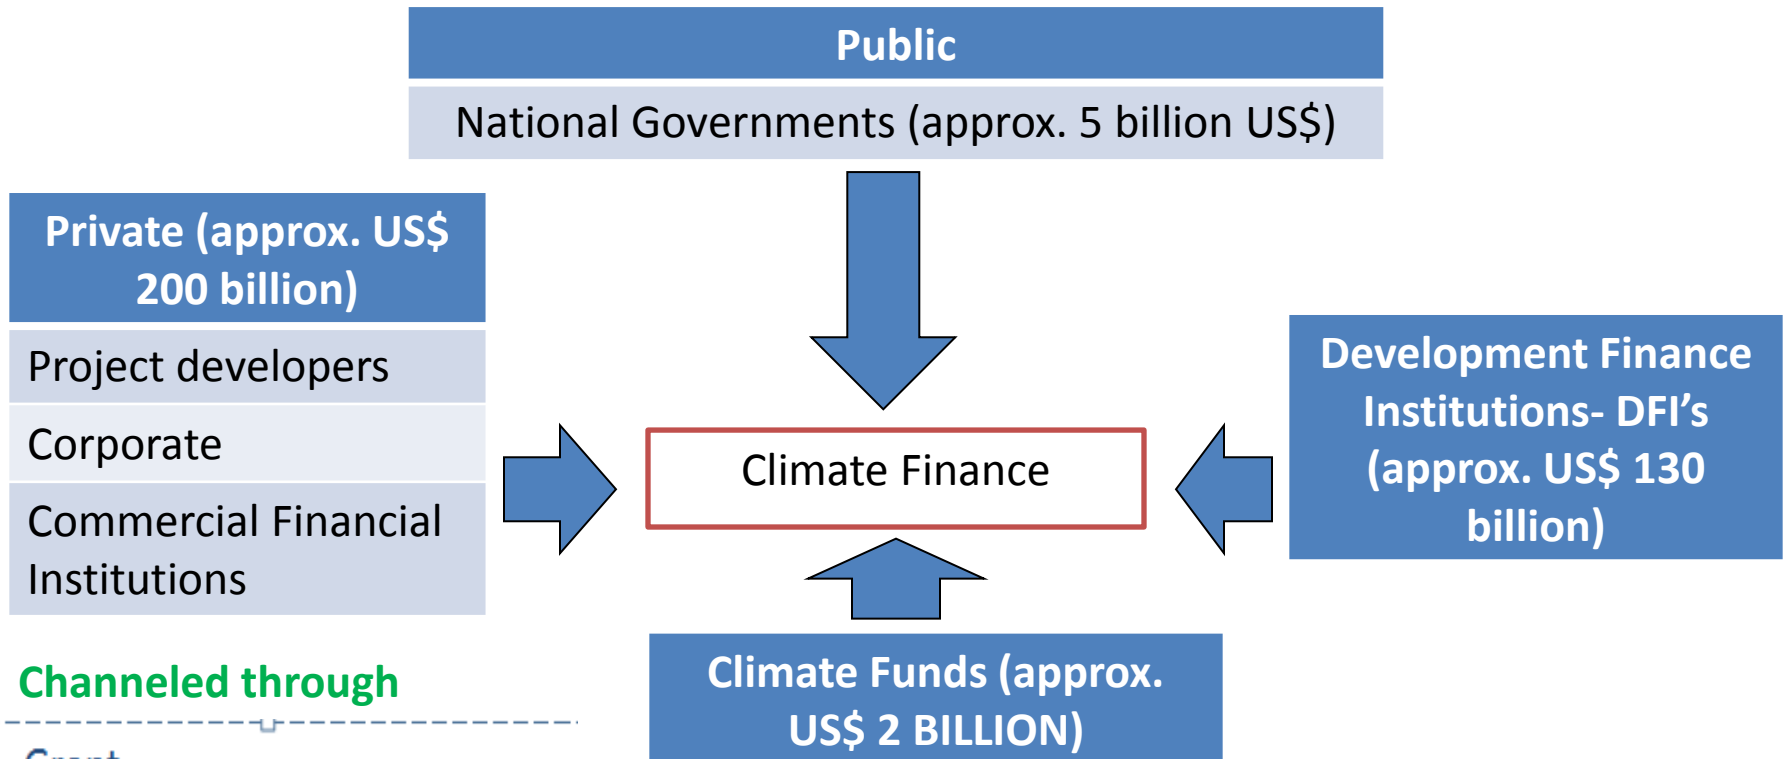 Public
National Governments (approx. 5 billion US$)
Private (approx. US$
200 billion)
Project developers
Corporate
Commercial Financial
Institutions
Climate Finance
Development Finance
Institutions- DFI’s
(approx. US$ 130
billion)
Channeled through
Climate Funds (approx.
US$ 2 BILLION)